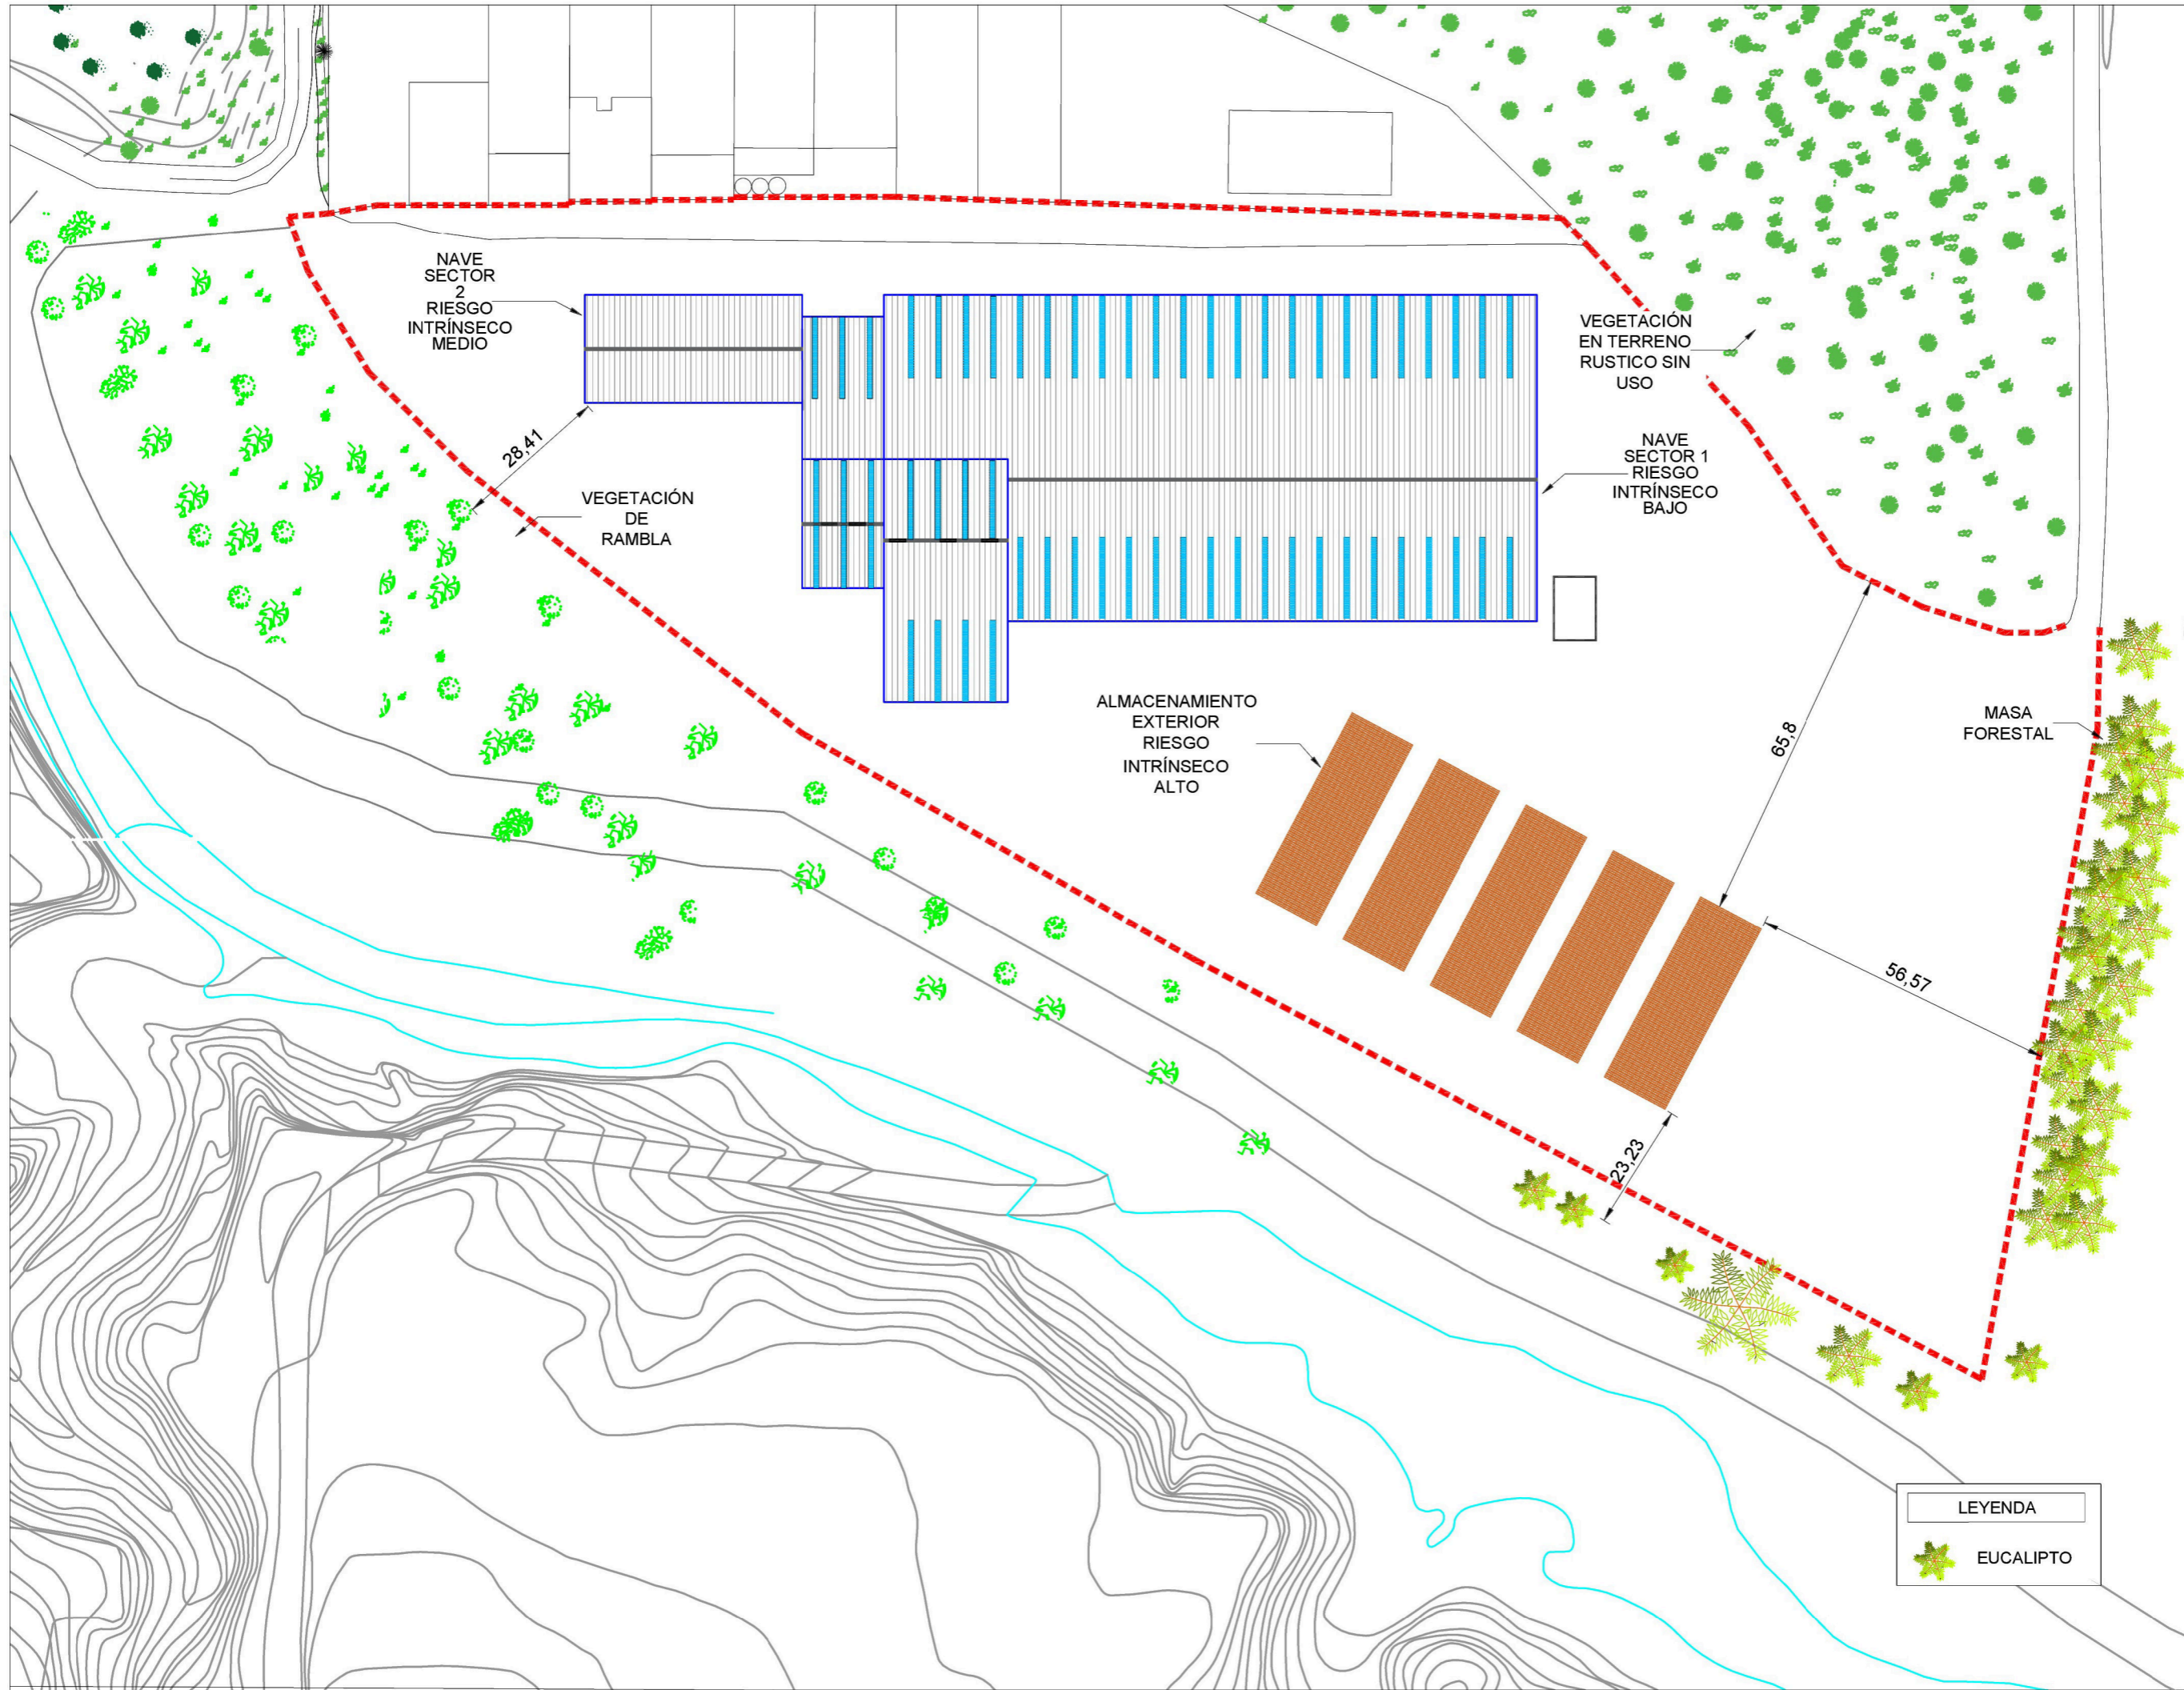 NAVE
SECTOR
2
RIESGO
INTRÍNSECO
MEDIO
VEGETACIÓN
EN TERRENO
RUSTICO SIN
USO
28,41
NAVE
SECTOR 1
RIESGO
INTRÍNSECO
BAJO
VEGETACIÓN
DE
RAMBLA
ALMACENAMIENTO
EXTERIOR
RIESGO
INTRÍNSECO
ALTO
65,8
MASA
FORESTAL
56,57
23,23
LEYENDA
EUCALIPTO